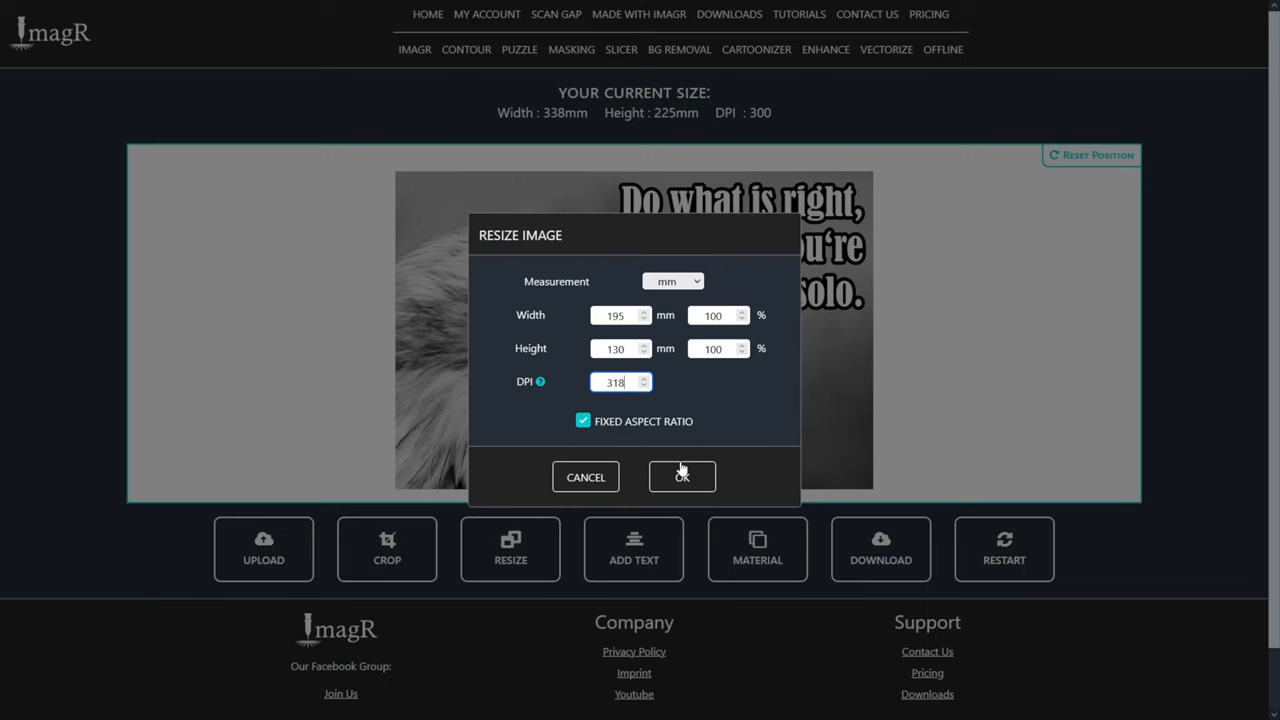 ImagR
HOME MY ACCOUNT SCAN GAP MADE WITH IMAGR DOWNLOADS TUTORIALS CONTACT US PRICING
IMAGR CONTOUR PUZZLE MASKING SLICER BG REMOVAL CARTOONIZER ENHANCE VECTORIZE OFFLINE
YOUR CURRENT SIZE:
Width : 338mm Height : 225mm DPI : 300
RESET POSITION
Do what is right,
you're
solo.
RESIZE IMAGE
Measurement mm
Width 195 mm 100 %
Height 130 mm 100 %
DPI ? 318
FIXED ASPECT RATIO
CANCEL OK
UPLOAD CROP RESIZE ADD TEXT MATERIAL DOWNLOAD RESTART
ImagR
Our Facebook Group:
Join Us
Company
Privacy Policy
Imprint
Youtube
Support
Contact Us
Pricing
Downloads